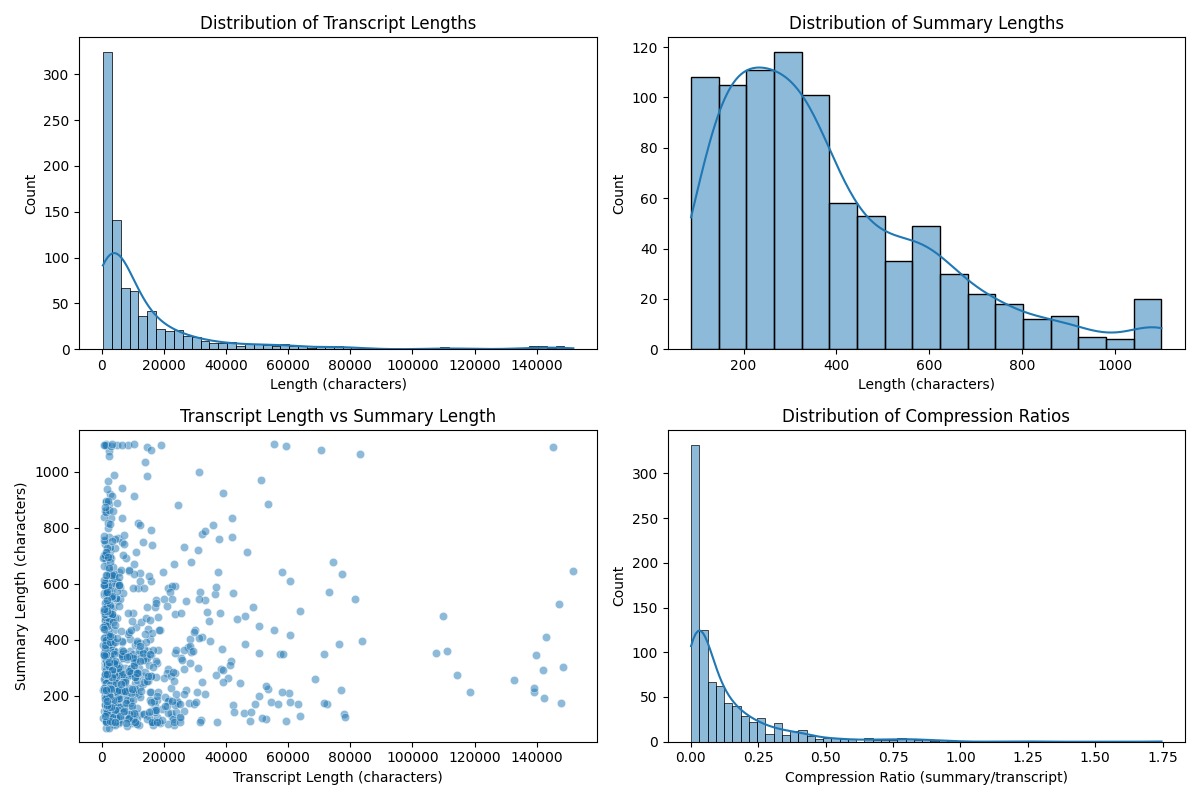 Distribution of Transcript Lengths
Count
300
250
200
150
100
50
0
0 20000 40000 60000 80000 100000 120000 140000
Length (characters)
Distribution of Summary Lengths
Count
120
100
80
60
40
20
0
200 400 600 800 1000
Length (characters)
Transcript Length vs Summary Length
Summary Length (characters)
1000
800
600
400
200
0 20000 40000 60000 80000 100000 120000 140000
Transcript Length (characters)
Distribution of Compression Ratios
Count
300
250
200
150
100
50
0
0.00 0.25 0.50 0.75 1.00 1.25 1.50 1.75
Compression Ratio (summary/transcript)